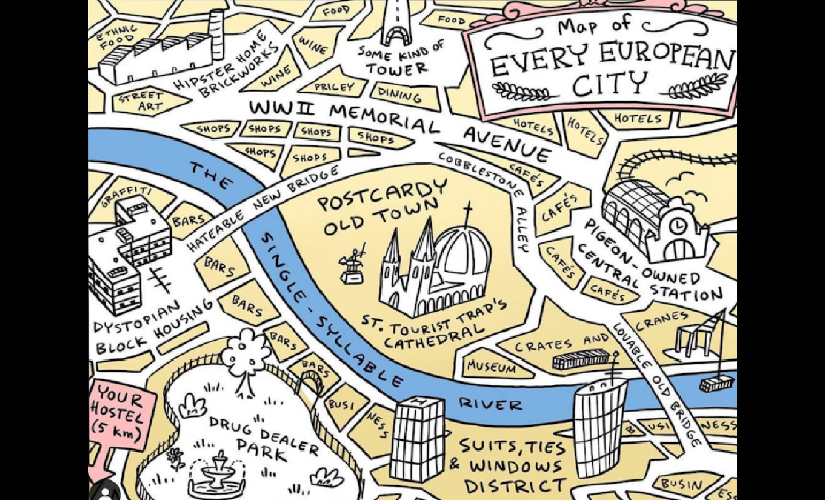 Map of
EVERY EUROPEAN
CITY
ETHNIC
FOOD
FOOD
FOOD
HIPSTER HOME
BRICKWORKS
WINE
WINE
SOME KIND OF
TOWER
STREET
ART
PRICEY
DINING
WWII MEMORIAL AVENUE
HOTELS
HOTELS
HOTELS
SHOPS
SHOPS
SHOPS
SHOPS
SHOPS
SHOPS
THE
SINGLE-SYLLABLE
RIVER
HATEABLE NEW BRIDGE
COBBLESTONE
ALLEY
CAFÉS
CAFÉS
CAFÉS
CAFÉS
GRAFFITI
BARS
BARS
BARS
BARS
BARS
POSTCARDY
OLD TOWN
ST. TOURIST TRAP'S
CATHEDRAL
PIGEON-OWNED
CENTRAL STATION
DYSTOPIAN
BLOCK HOUSING
MUSEUM
CRATES AND
CRANES
LOVABLE OLD BRIDGE
YOUR
HOSTEL
(5 km)
DRUG DEALER
PARK
BUSI
NESS
SUITS, TIES
& WINDOWS
DISTRICT
BUSI
NESS
BUSIN
ES